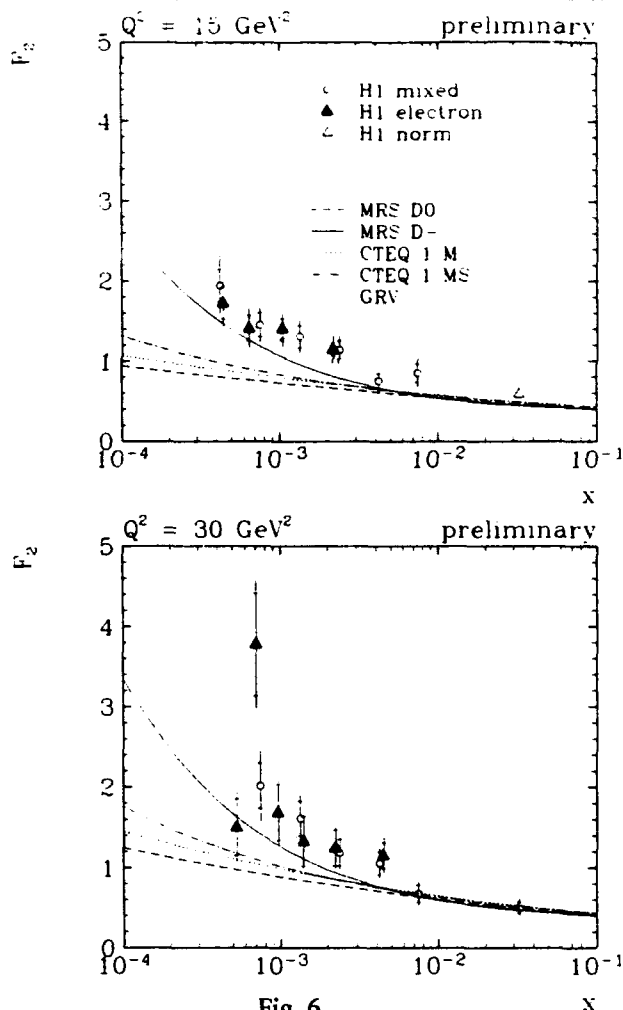 Q² = 15 GeV² preliminary
F₂
5
H1 mixed
H1 electron
H1 norm
4
3
MRS D0
MRS D-
CTEQ 1 M
CTEQ 1 MS
GRV
2
1
0
10⁻⁴ 10⁻³ 10⁻² 10⁻¹
x
Q² = 30 GeV² preliminary
F₂
5
4
3
2
1
0
10⁻⁴ 10⁻³ 10⁻² 10⁻¹
Fig. 6 x